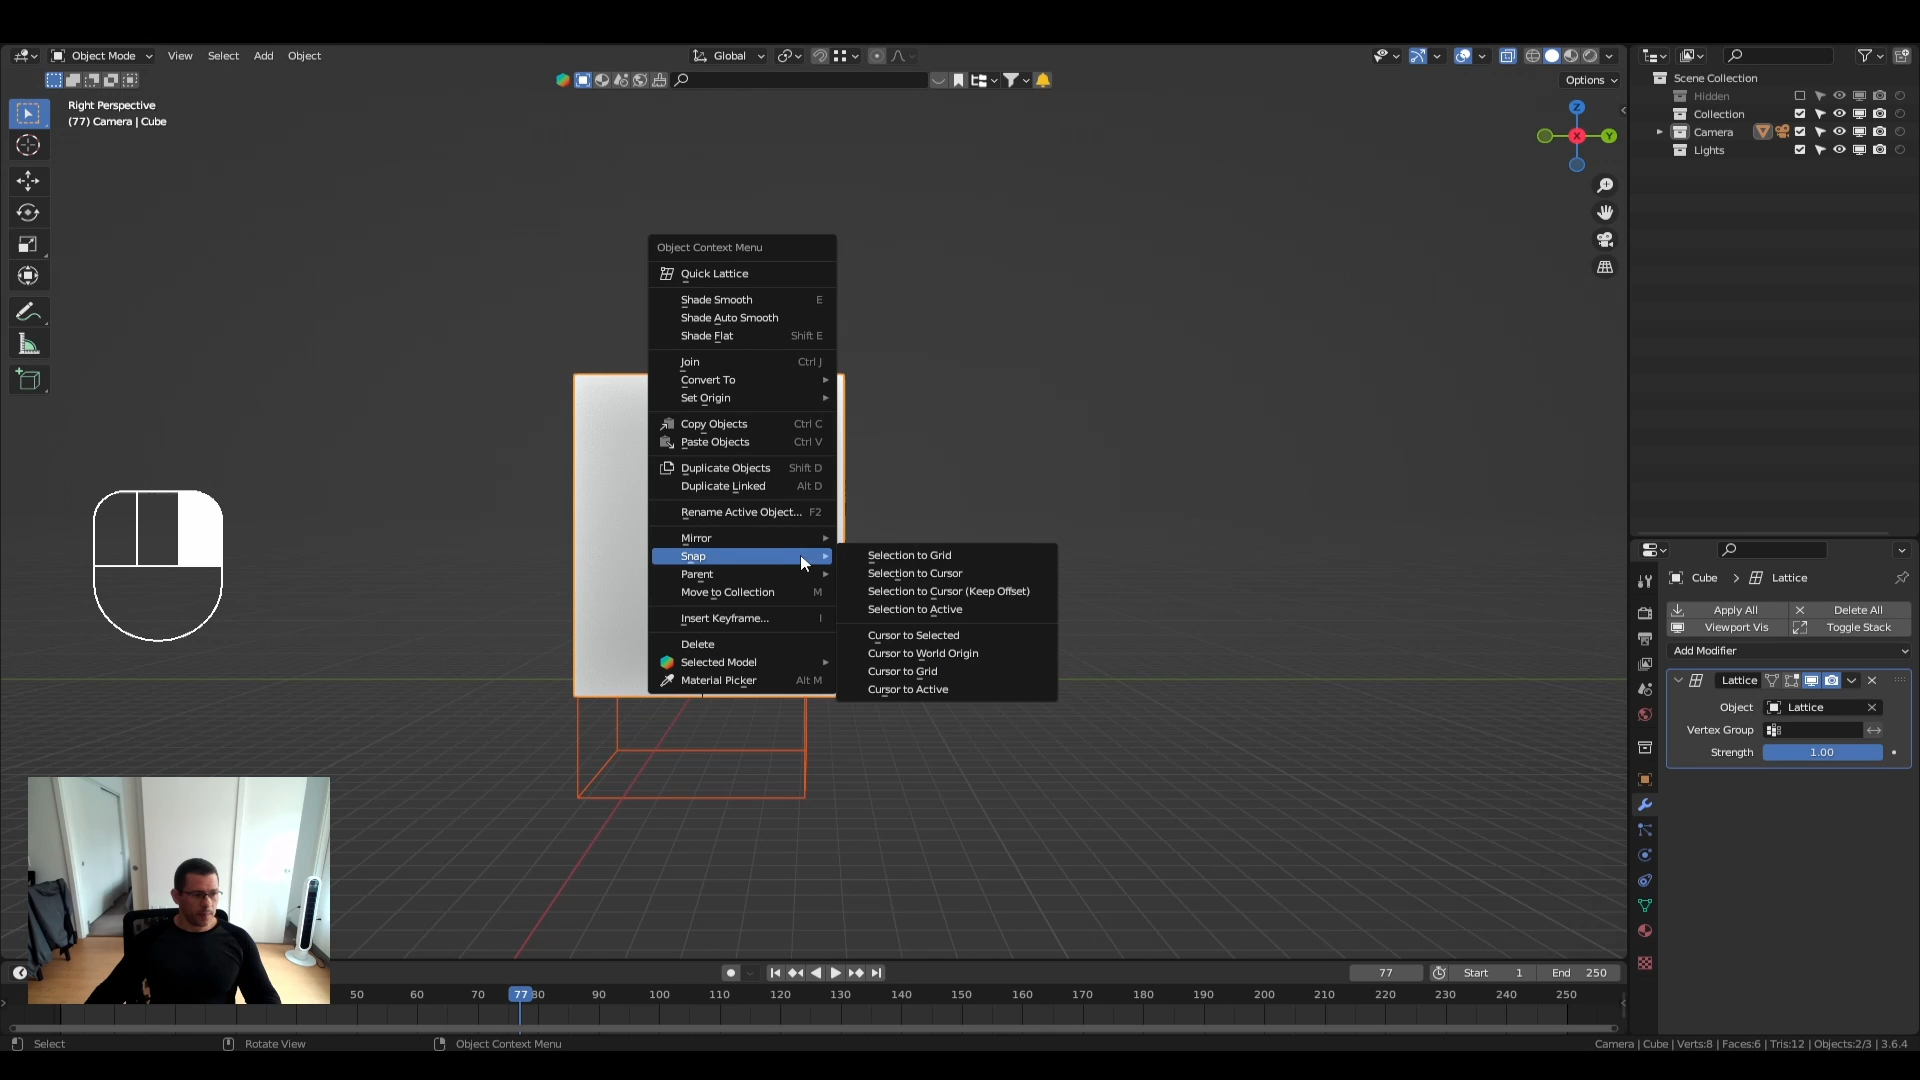 Object Mode View Select Add Object Global
Options
Right Perspective
(77) Camera | Cube
Z
X
Y
Scene Collection
Hidden
Collection
Camera
Lights
Object Context Menu
Quick Lattice
Shade Smooth E
Shade Auto Smooth
Shade Flat Shift E
Join Ctrl J
Convert To
Set Origin
Copy Objects Ctrl C
Paste Objects Ctrl V
Duplicate Objects Shift D
Duplicate Linked Alt D
Rename Active Object... F2
Mirror
Snap
Parent
Move to Collection M
Insert Keyframe... I
Delete
Selected Model
Material Picker Alt M
Selection to Grid
Selection to Cursor
Selection to Cursor (Keep Offset)
Selection to Active
Cursor to Selected
Cursor to World Origin
Cursor to Grid
Cursor to Active
Cube Lattice
Apply All Delete All
Viewport Vis Toggle Stack
Add Modifier
Lattice
Object Lattice
Vertex Group
Strength 1.00
77 Start 1 End 250
50 60 70 77 80 90 100 110 120 130 140 150 160 170 180 190 200 210 220 230 240 250
Select Rotate View Object Context Menu
Camera | Cube | Verts:8 | Faces:6 | Tris:12 | Objects:2/3 | 3.6.4